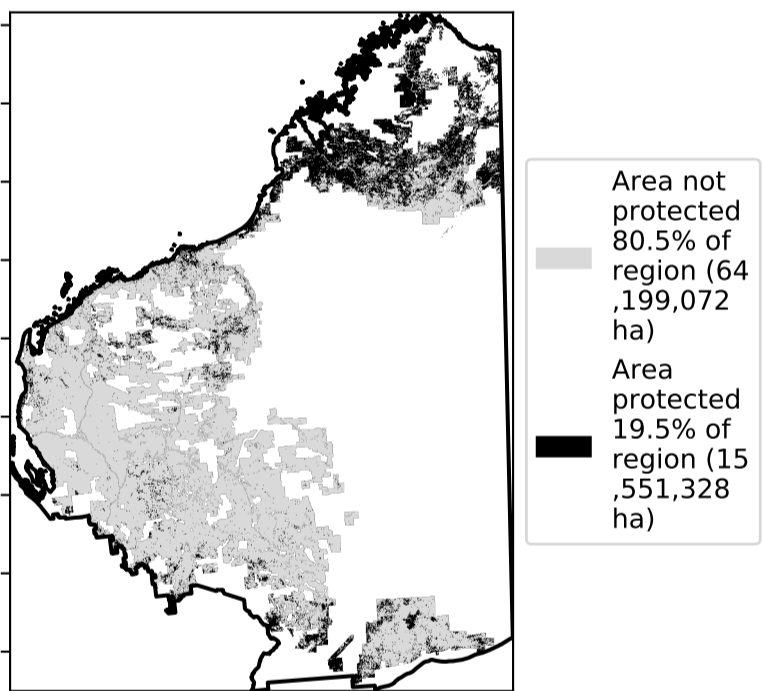 Area not
protected
80.5% of
region (64
,199,072
ha)
Area
protected
19.5% of
region (15
,551,328
ha)